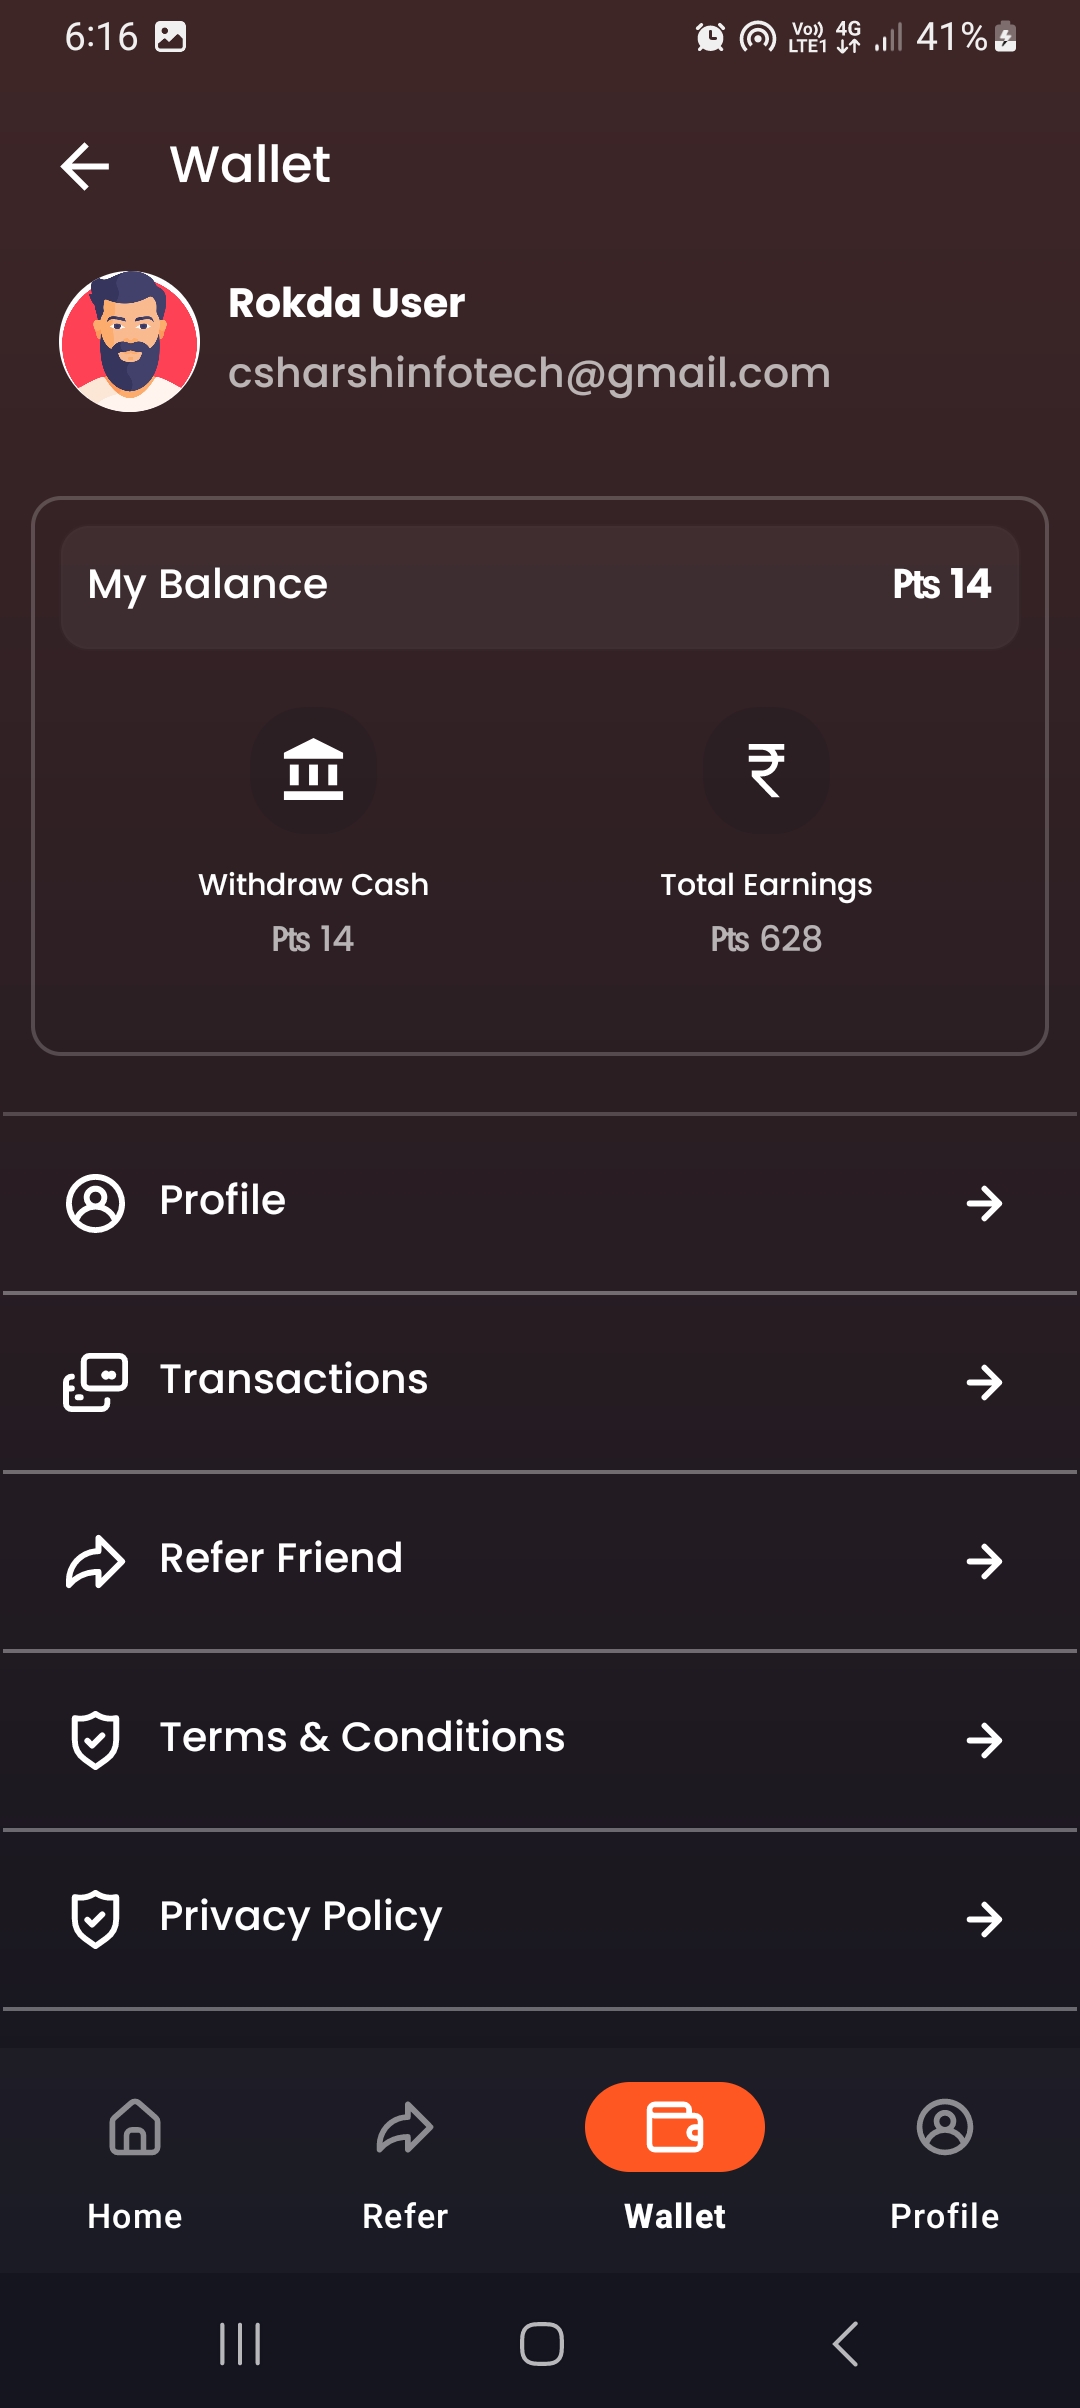 6:16
Vo)) LTE1 4G 41%
Wallet
Rokda User
csharshinfotech@gmail.com
My Balance
Pts 14
Withdraw Cash
Pts 14
Total Earnings
Pts 628
Profile
Transactions
Refer Friend
Terms & Conditions
Privacy Policy
Home
Refer
Wallet
Profile